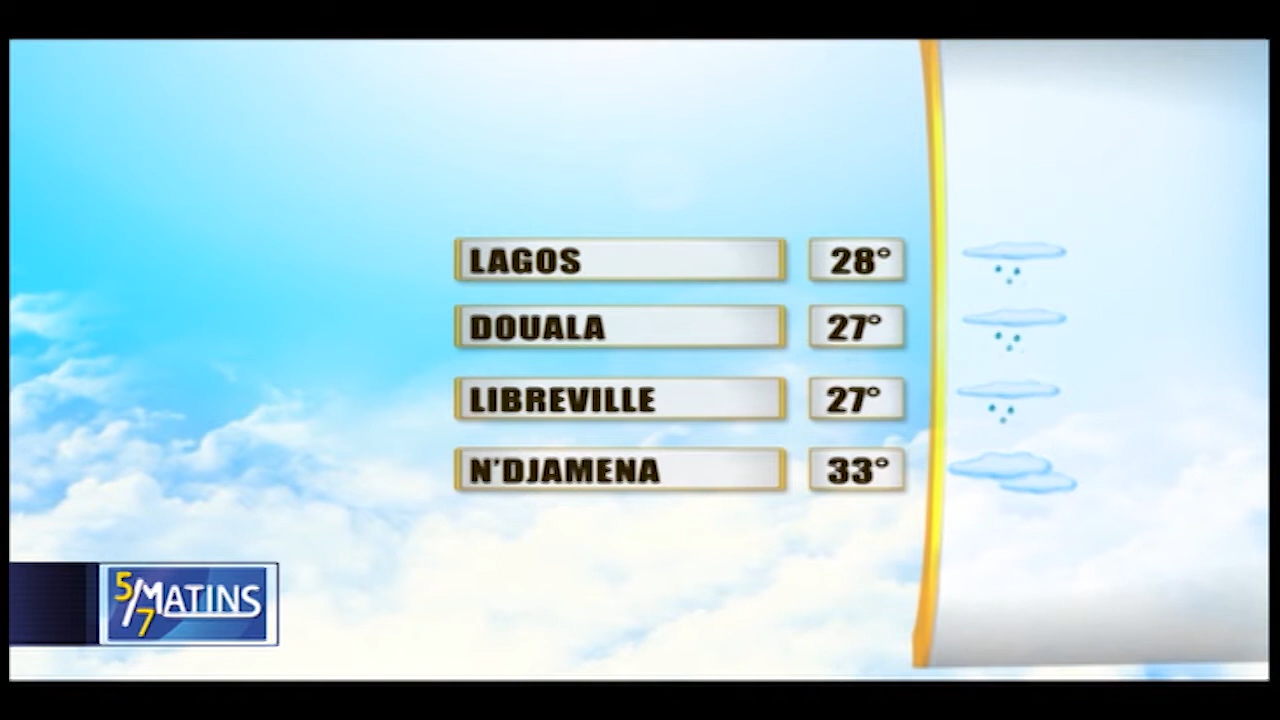 LAGOS 28°
DOUALA 27°
LIBREVILLE 27°
N'DJAMENA 33°
5/7 MATINS